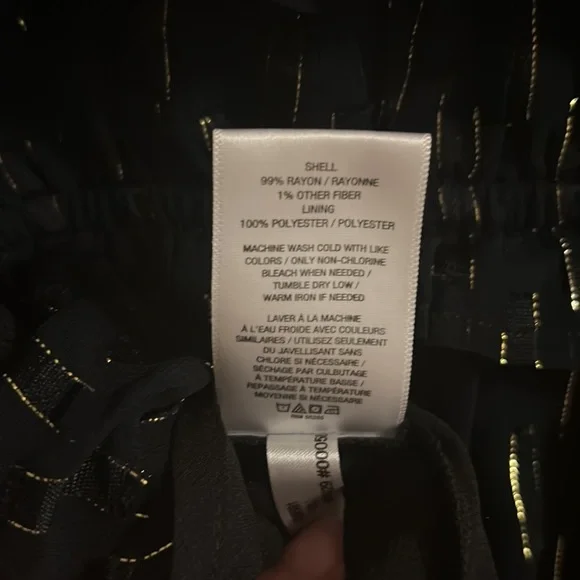 SHELL
99% RAYON / RAYONNE
1% OTHER FIBER
LINING
100% POLYESTER / POLYESTER
MACHINE WASH COLD WITH LIKE
COLORS / ONLY NON-CHLORINE
BLEACH WHEN NEEDED /
TUMBLE DRY LOW /
WARM IRON IF NEEDED
LAVER À LA MACHINE
À L'EAU FROIDE AVEC COULEURS
SIMILAIRES / UTILISEZ SEULEMENT
DU JAVELLISANT SANS
CHLORE SI NÉCESSAIRE /
SÉCHAGE PAR CULBUTAGE
À TEMPÉRATURE BASSE /
REPASSAGE À TEMPÉRATURE
MOYENNE SI NÉCESSAIRE